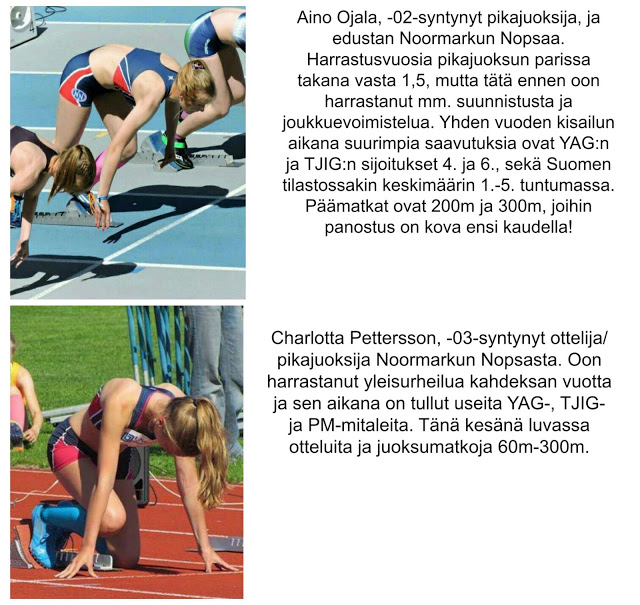 Aino Ojala, -02-syntynyt pikajuoksija, ja
edustan Noormarkun Nopsaa.
Harrastusvuosia pikajuoksun parissa
takana vasta 1,5, mutta tätä ennen oon
harrastanut mm. suunnistusta ja
joukkuevoimistelua. Yhden vuoden kisailun
aikana suurimpia saavutuksia ovat YAG:n
ja TJIG:n sijoitukset 4. ja 6., sekä Suomen
tilastossakin keskimäärin 1.-5. tuntumassa.
Päämatkat ovat 200m ja 300m, joihin
panostus on kova ensi kaudella!
Charlotta Pettersson, -03-syntynyt ottelija/
pikajuoksija Noormarkun Nopsasta. Oon
harrastanut yleisurheilua kahdeksan vuotta
ja sen aikana on tullut useita YAG-, TJIG-
ja PM-mitaleita. Tänä kesänä luvassa
otteluita ja juoksumatkoja 60m-300m.